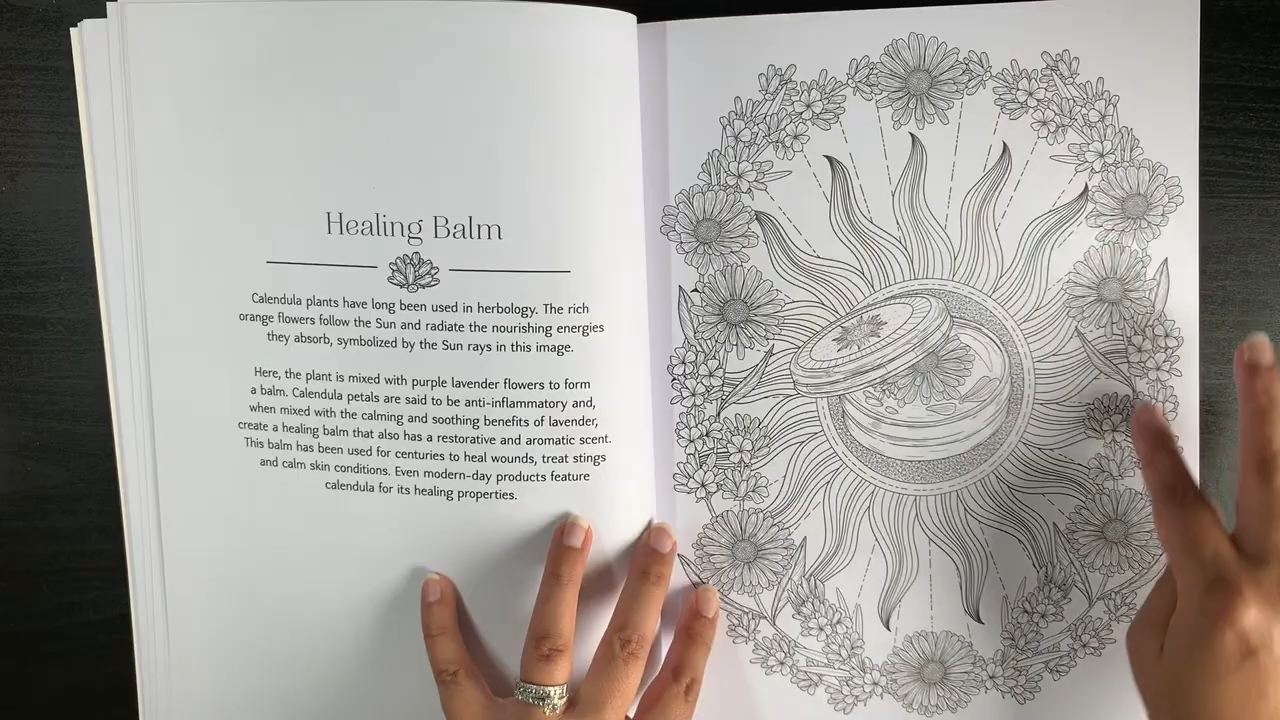 Healing Balm
Calendula plants have long been used in herbology. The rich
orange flowers follow the Sun and radiate the nourishing energies
they absorb, symbolized by the Sun rays in this image.
Here, the plant is mixed with purple lavender flowers to form
a balm. Calendula petals are said to be anti-inflammatory and,
when mixed with the calming and soothing benefits of lavender,
create a healing balm that also has a restorative and aromatic scent.
This balm has been used for centuries to heal wounds, treat stings
and calm skin conditions. Even modern-day products feature
calendula for its healing properties.